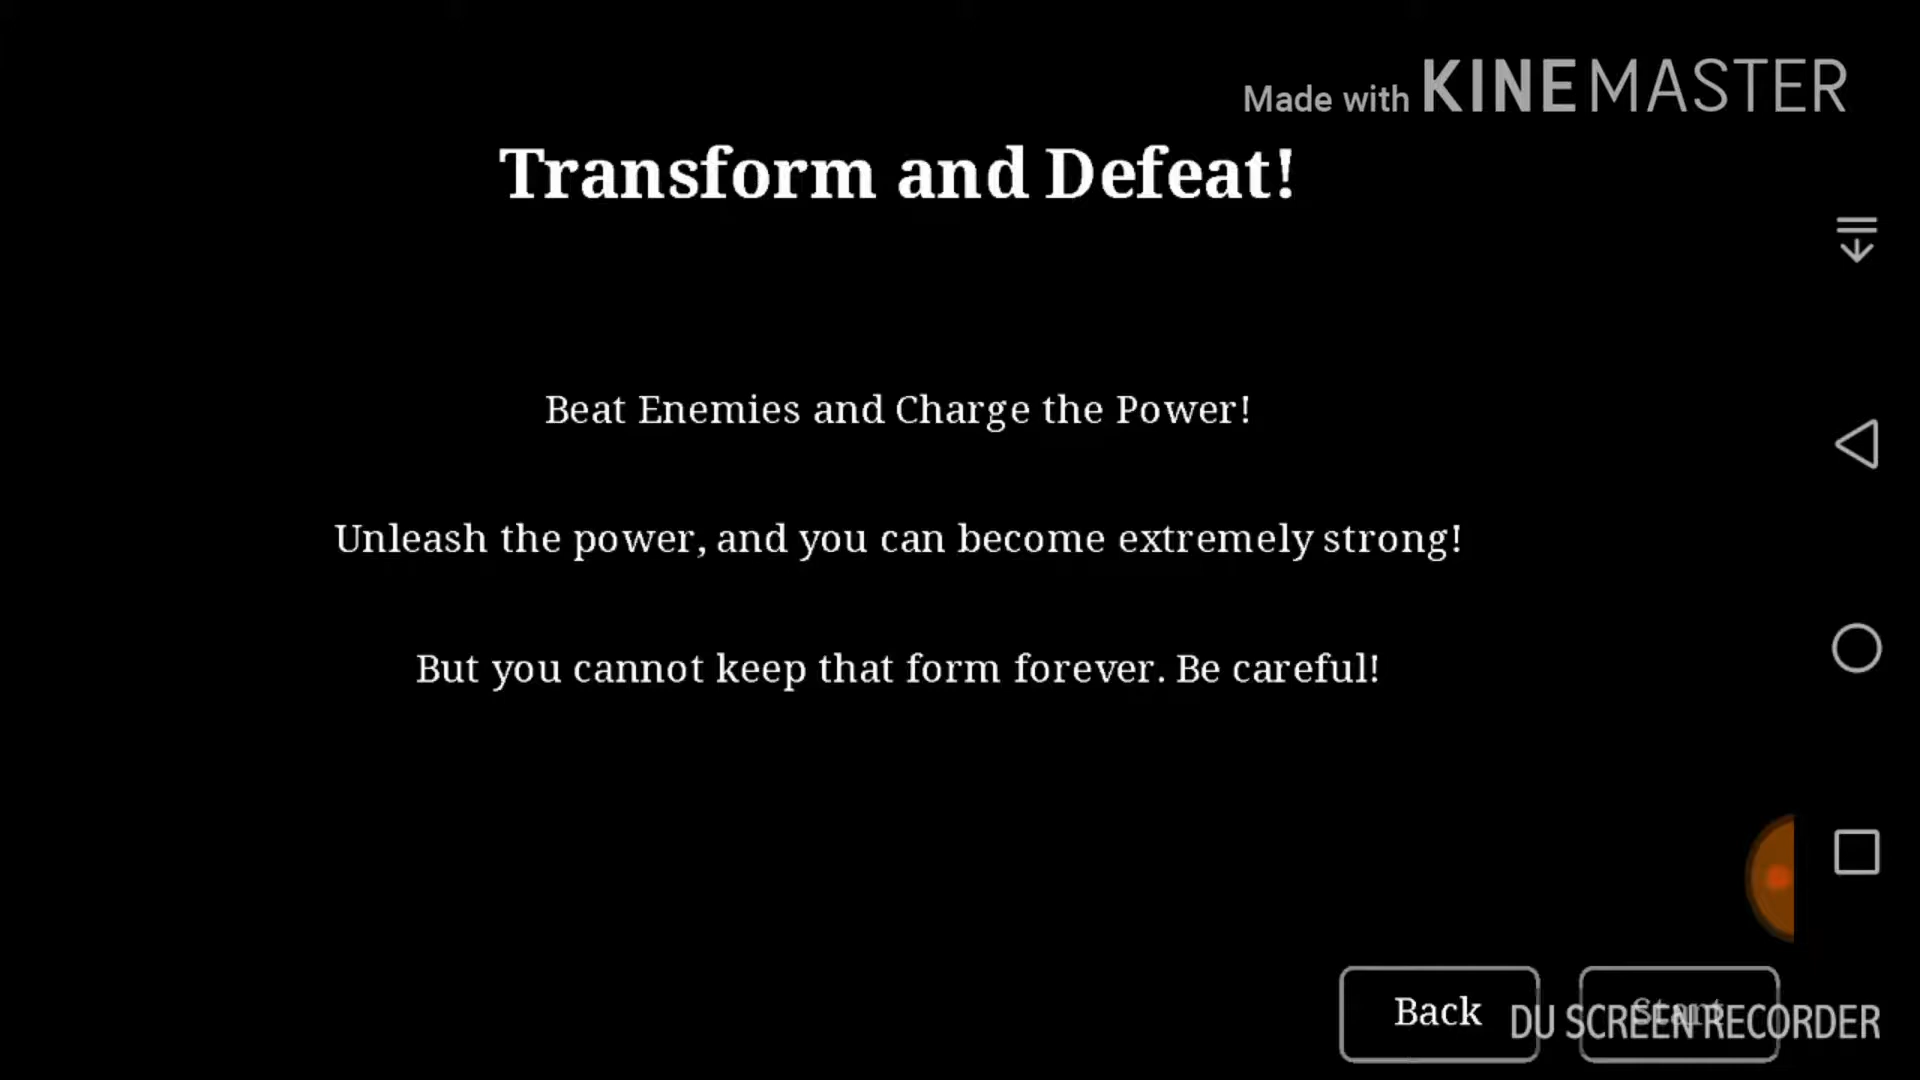 Made with KINEMASTER
Transform and Defeat!
Beat Enemies and Charge the Power!
Unleash the power, and you can become extremely strong!
But you cannot keep that form forever. Be careful!
Back
Start
DU SCREEN RECORDER